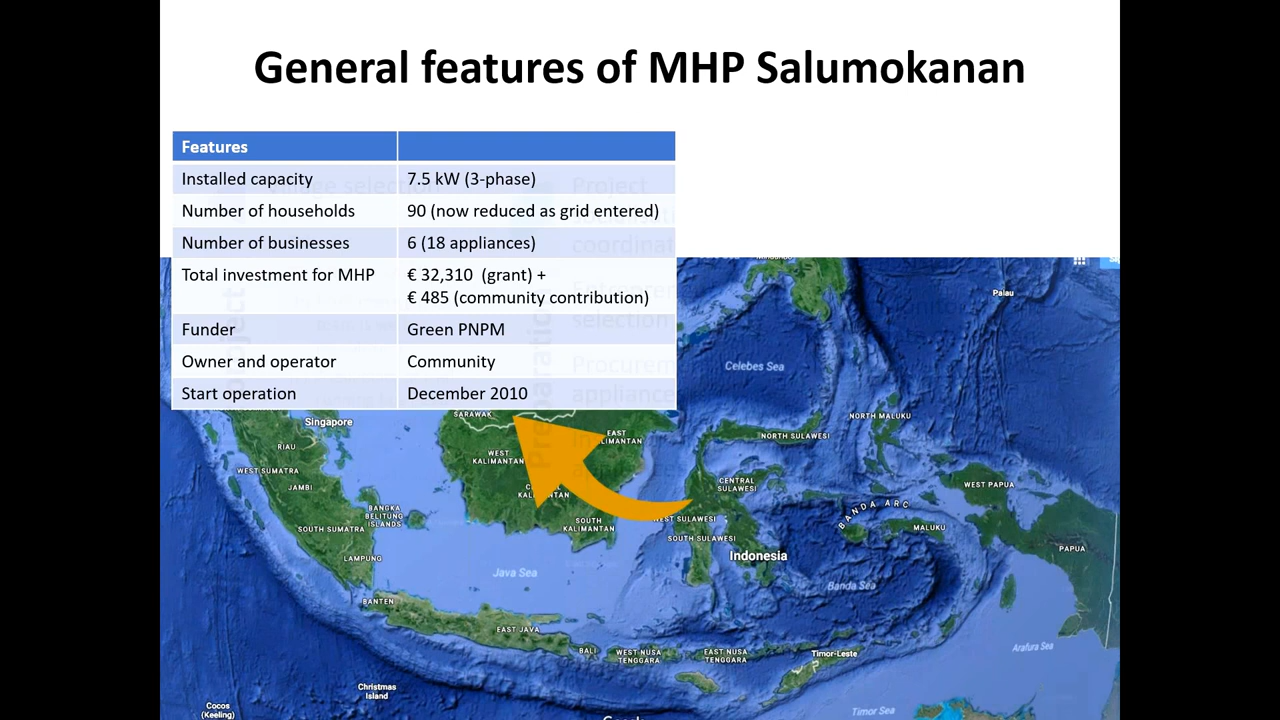 General features of MHP Salumokanan
Features
Installed capacity 7.5 kW (3-phase)
Number of households 90 (now reduced as grid entered)
Number of businesses 6 (18 appliances)
Total investment for MHP € 32,310 (grant) +
€ 485 (community contribution)
Funder Green PNPM
Owner and operator Community
Start operation December 2010
Palau
Celebes Sea
SARAWAK
Singapore
NORTH MALUKU
EAST
KALIMANTAN
NORTH SULAWESI
RIAU
WEST
KALIMANTAN
WEST SUMATRA
CENTRAL
SULAWESI
WEST PAPUA
JAMBI
BANGKA
BELITUNG
ISLANDS
BANDA ARC
SOUTH SUMATRA
SOUTH
KALIMANTAN
WEST SULAWESI
MALUKU
SOUTH SULAWESI
PAPUA
LAMPUNG
Indonesia
Java Sea
Banda Sea
BANTEN
EAST JAVA
BALI
WEST NUSA
TENGGARA
EAST NUSA
TENGGARA
Timor-Leste
Arafura Sea
Christmas
Island
Cocos
(Keeling)
Timor Sea